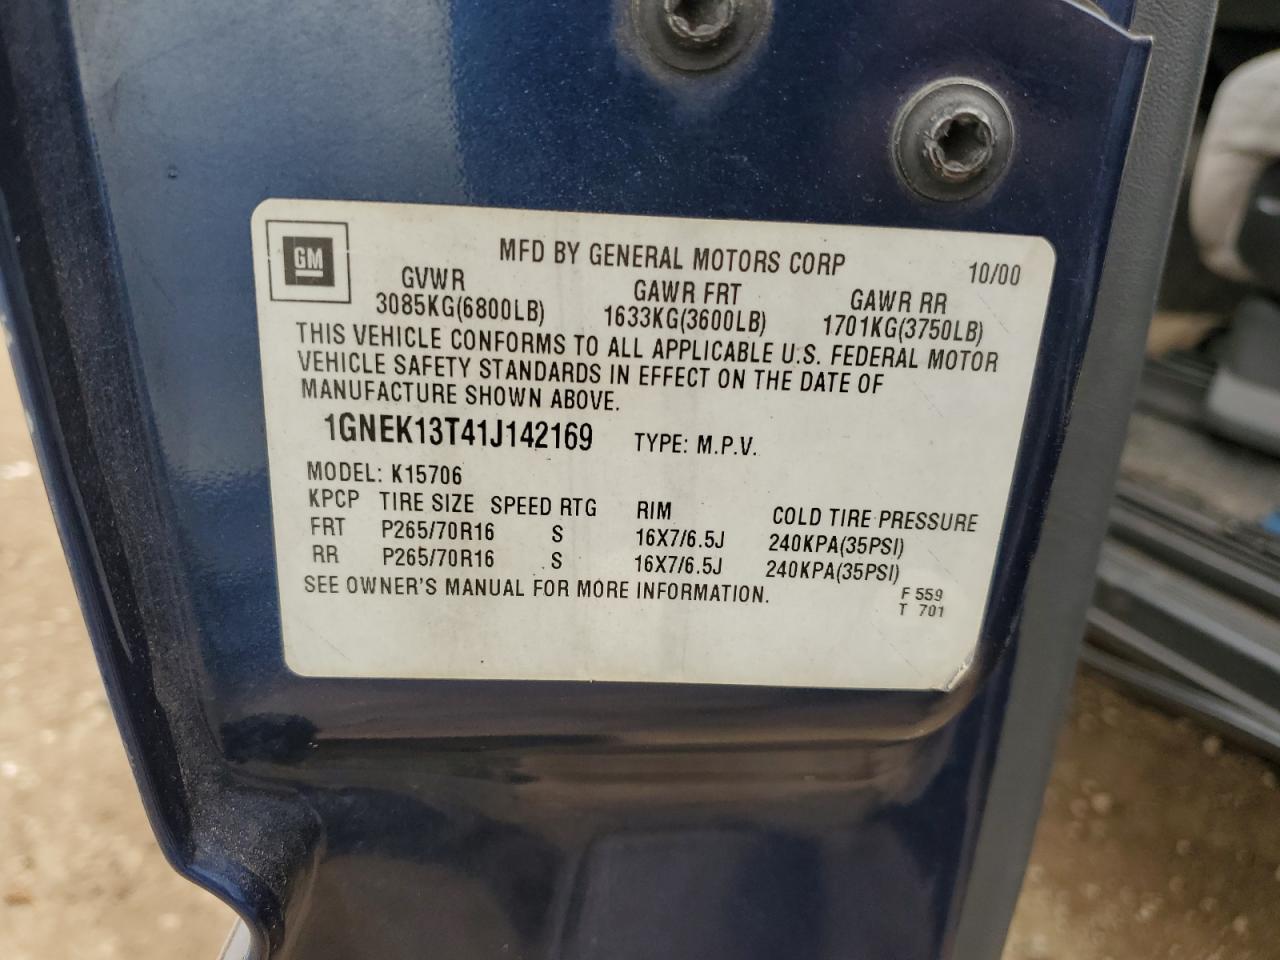 GM
MFD BY GENERAL MOTORS CORP 10/00
GVWR GAWR FRT GAWR RR
3085KG(6800LB) 1633KG(3600LB) 1701KG(3750LB)
THIS VEHICLE CONFORMS TO ALL APPLICABLE U.S. FEDERAL MOTOR
VEHICLE SAFETY STANDARDS IN EFFECT ON THE DATE OF
MANUFACTURE SHOWN ABOVE.
1GNEK13T41J142169 TYPE: M.P.V.
MODEL: K15706
KPCP TIRE SIZE SPEED RTG RIM COLD TIRE PRESSURE
FRT P265/70R16 S 16X7/6.5J 240KPA(35PSI)
RR P265/70R16 S 16X7/6.5J 240KPA(35PSI)
SEE OWNER'S MANUAL FOR MORE INFORMATION.
F 559
T 701